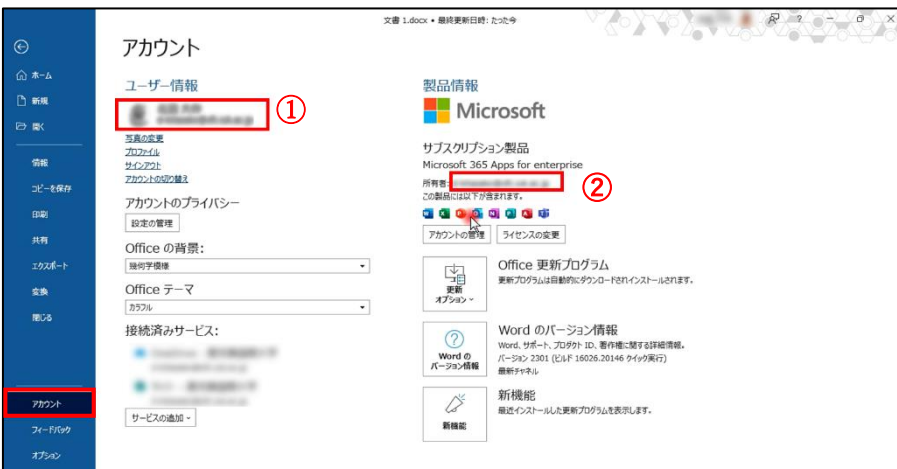 文書 1.docx • 最終更新日時: たった今
?
アカウント
ホーム
新規
開く
情報
コピーを保存
印刷
共有
エクスポート
変換
閉じる
アカウント
フィードバック
オプション
ユーザー情報
①
写真の変更
プロファイル
サインアウト
アカウントの切り替え
アカウントのプライバシー
設定の管理
Office の背景:
幾何学模様
Office テーマ
カラフル
接続済みサービス:
サービスの追加
製品情報
Microsoft
サブスクリプション製品
Microsoft 365 Apps for enterprise
所有者:
②
この製品には以下が含まれます。
アカウントの管理
ライセンスの変更
更新
オプション
Office 更新プログラム
更新プログラムは自動的にダウンロードされインストールされます。
Word の
バージョン情報
Word のバージョン情報
Word、サポート、プロダクト ID、著作権に関する詳細情報。
バージョン 2301 (ビルド 16026.20146 クイック実行)
最新チャネル
新機能
新機能
最近インストールした更新プログラムを表示します。